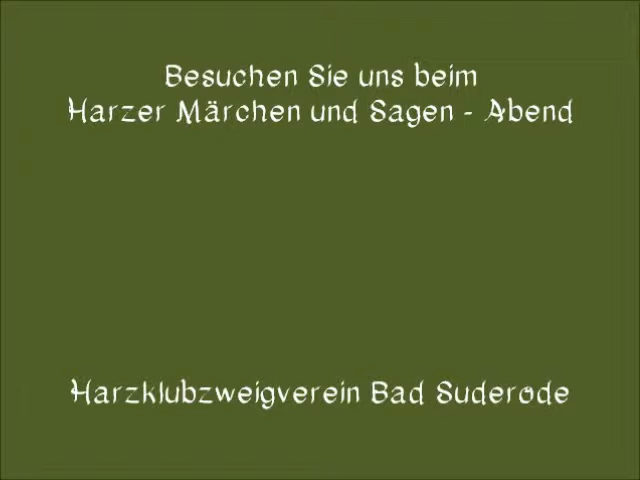 Besuchen Sie uns beim
Harzer Märchen und Sagen - Abend
Harzklubzweigverein Bad Suderode